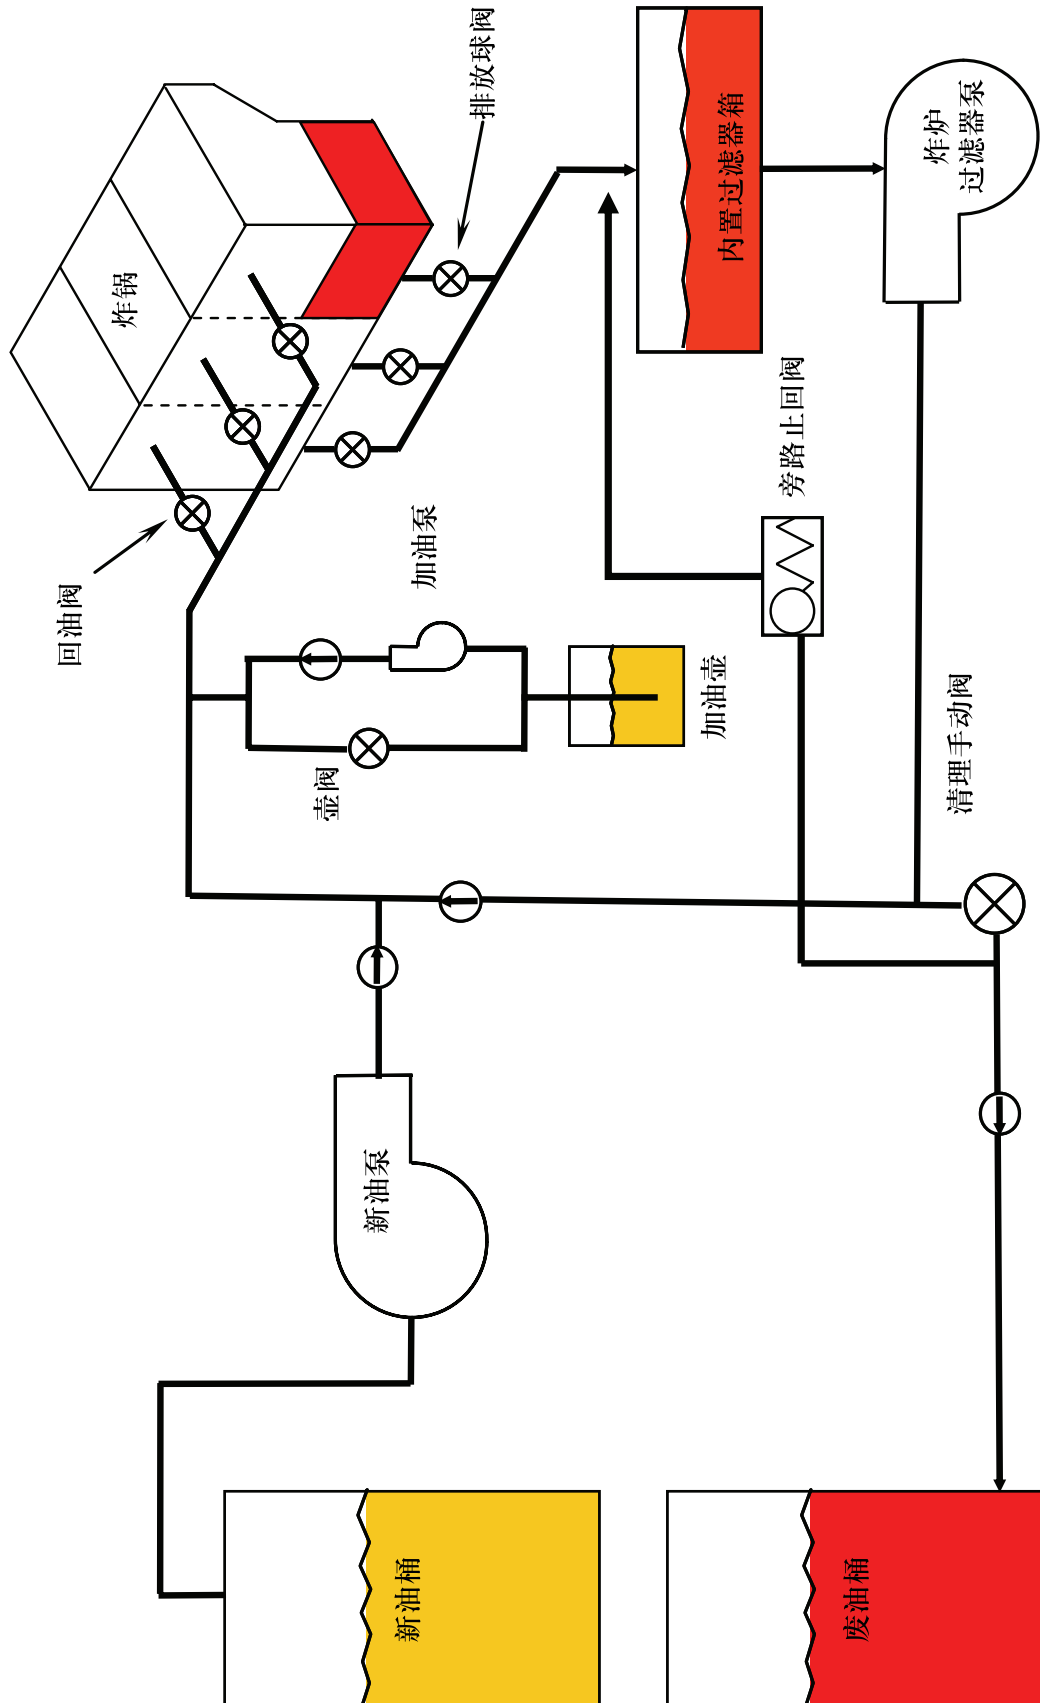 回油阀
炸锅
壶阀
新油泵
新油桶
加油泵
排放球阀
加油壶
内置过滤器箱
旁路止回阀
废油桶
炸炉
过滤器泵
清理手动阀